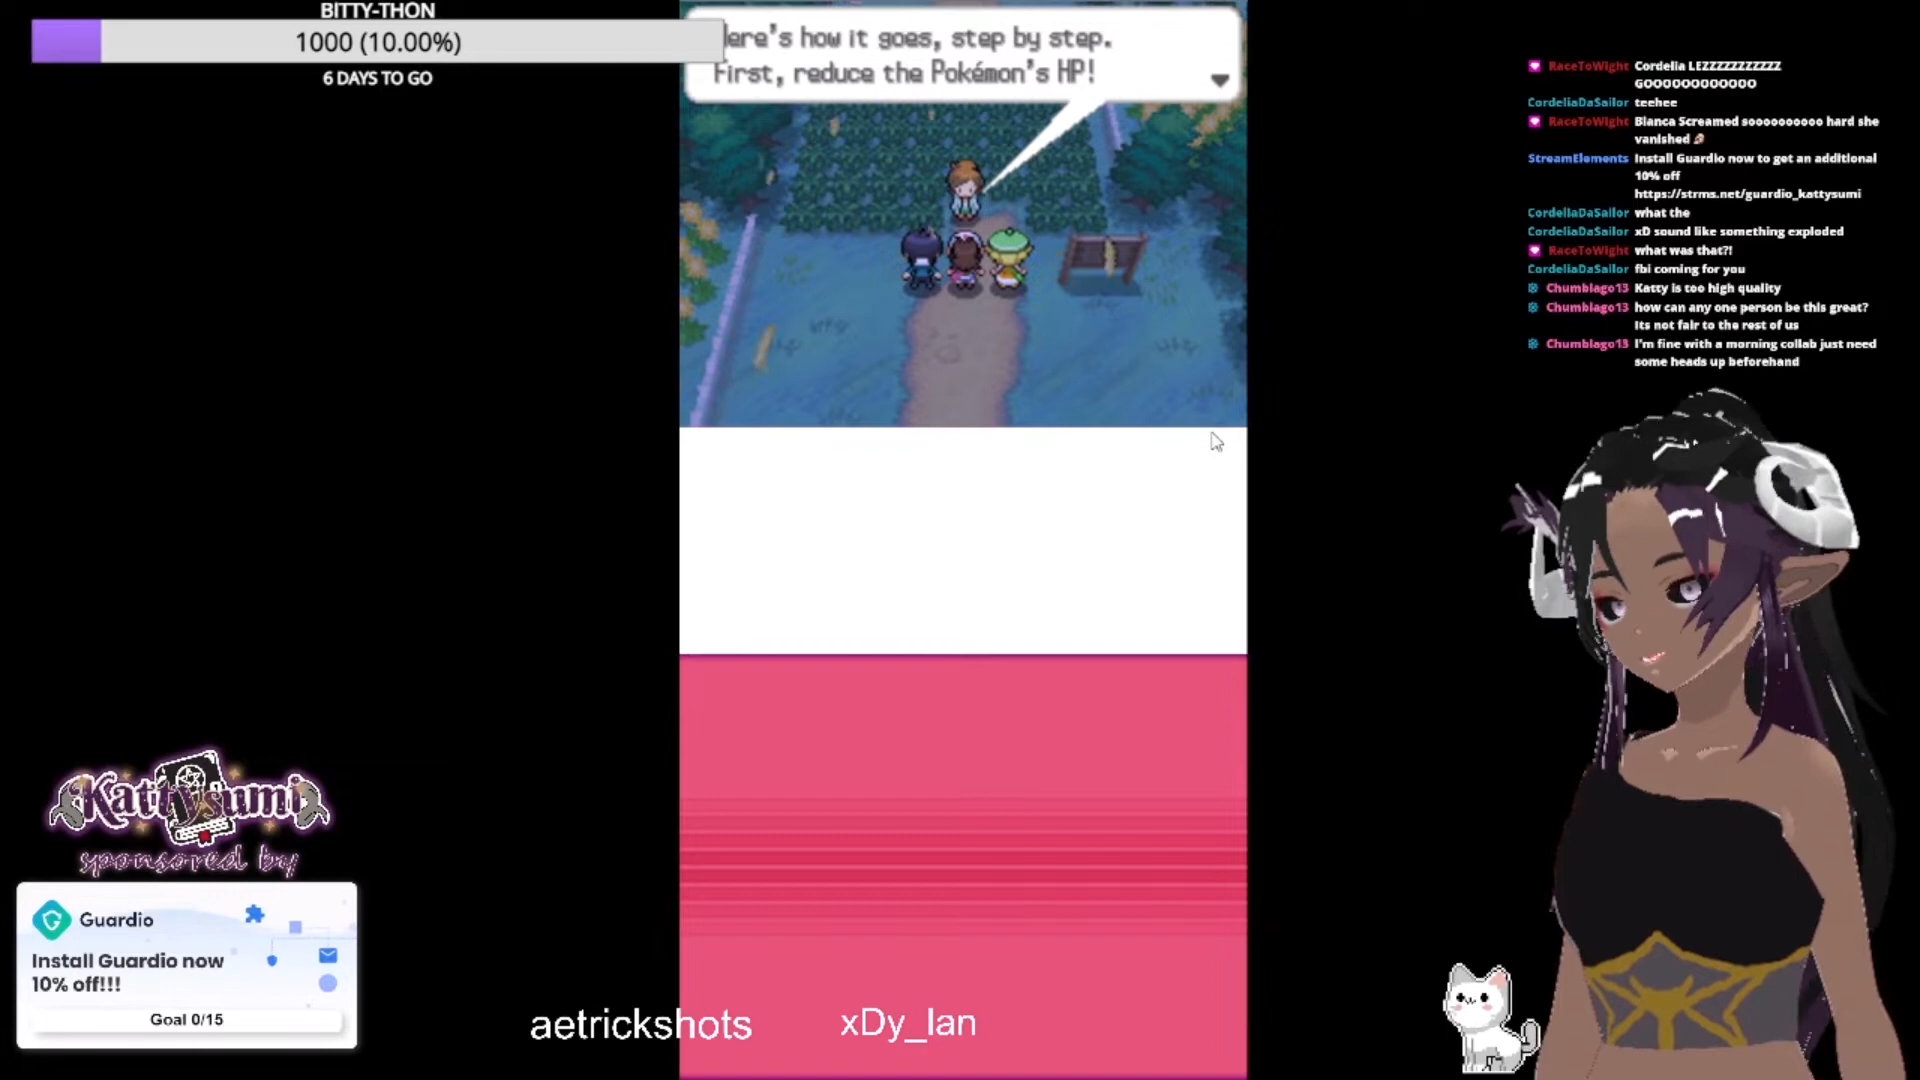 BITTY-THON
1000 (10.00%)
6 DAYS TO GO
ere's how it goes, step by step.
First, reduce the Pokémon's HP!
RaceToWight Cordelia LEZZZZZZZZZZZ
GOOOOOOOOOOOO
CordeliaDaSailor teehee
RaceToWight Bianca Screamed soooooooooo hard she
vanished
StreamElements Install Guardio now to get an additional
10% off
https://strms.net/guardio_kattysumi
CordeliaDaSailor what the
CordeliaDaSailor xD sound like something exploded
RaceToWight what was that?!
CordeliaDaSailor fbi coming for you
Chumblago13 Katty is too high quality
Chumblago13 how can any one person be this great?
Its not fair to the rest of us
Chumblago13 I'm fine with a morning collab just need
some heads up beforehand
Kattysumi
sponsored by
Guardio
Install Guardio now
10% off!!!
Goal 0/15
aetrickshots xDy_Ian